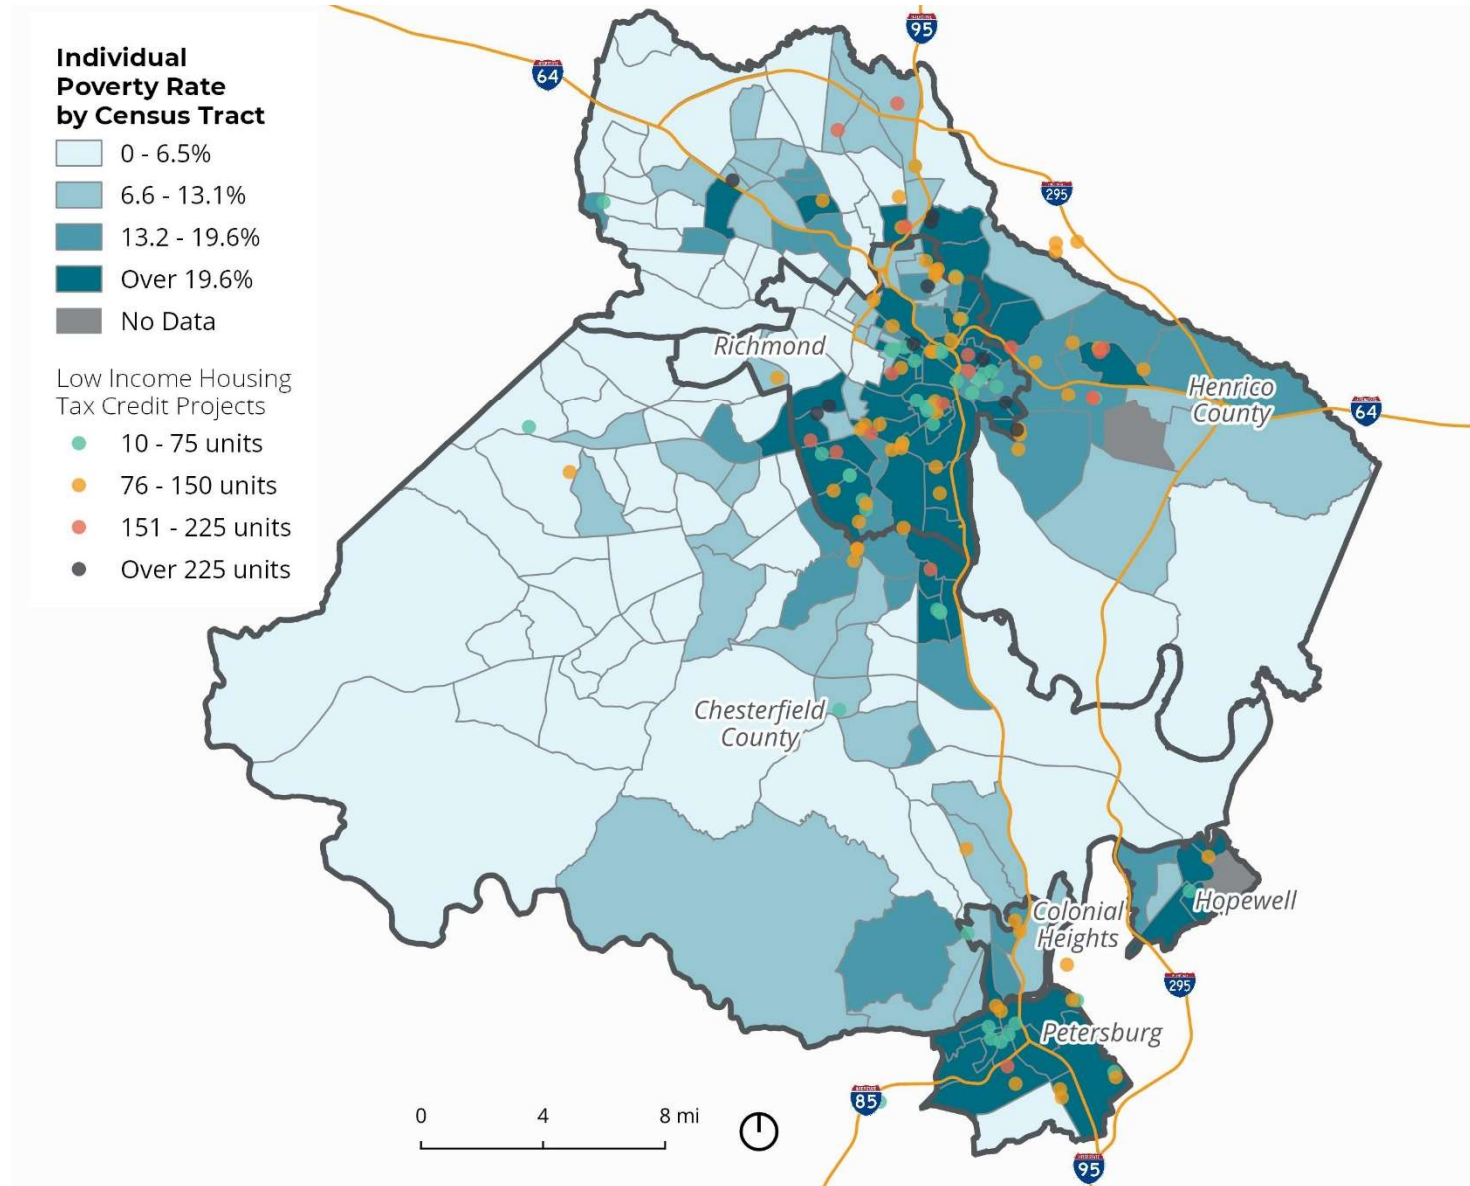 Individual
Poverty Rate
by Census Tract
0 - 6.5%
6.6 - 13.1%
13.2 - 19.6%
Over 19.6%
No Data
Low Income Housing
Tax Credit Projects
10 - 75 units
76 - 150 units
151 - 225 units
Over 225 units
64
95
295
Richmond
Henrico
County
64
Chesterfield
County
Colonial
Heights
Hopewell
295
Petersburg
85
95
0 4 8 mi